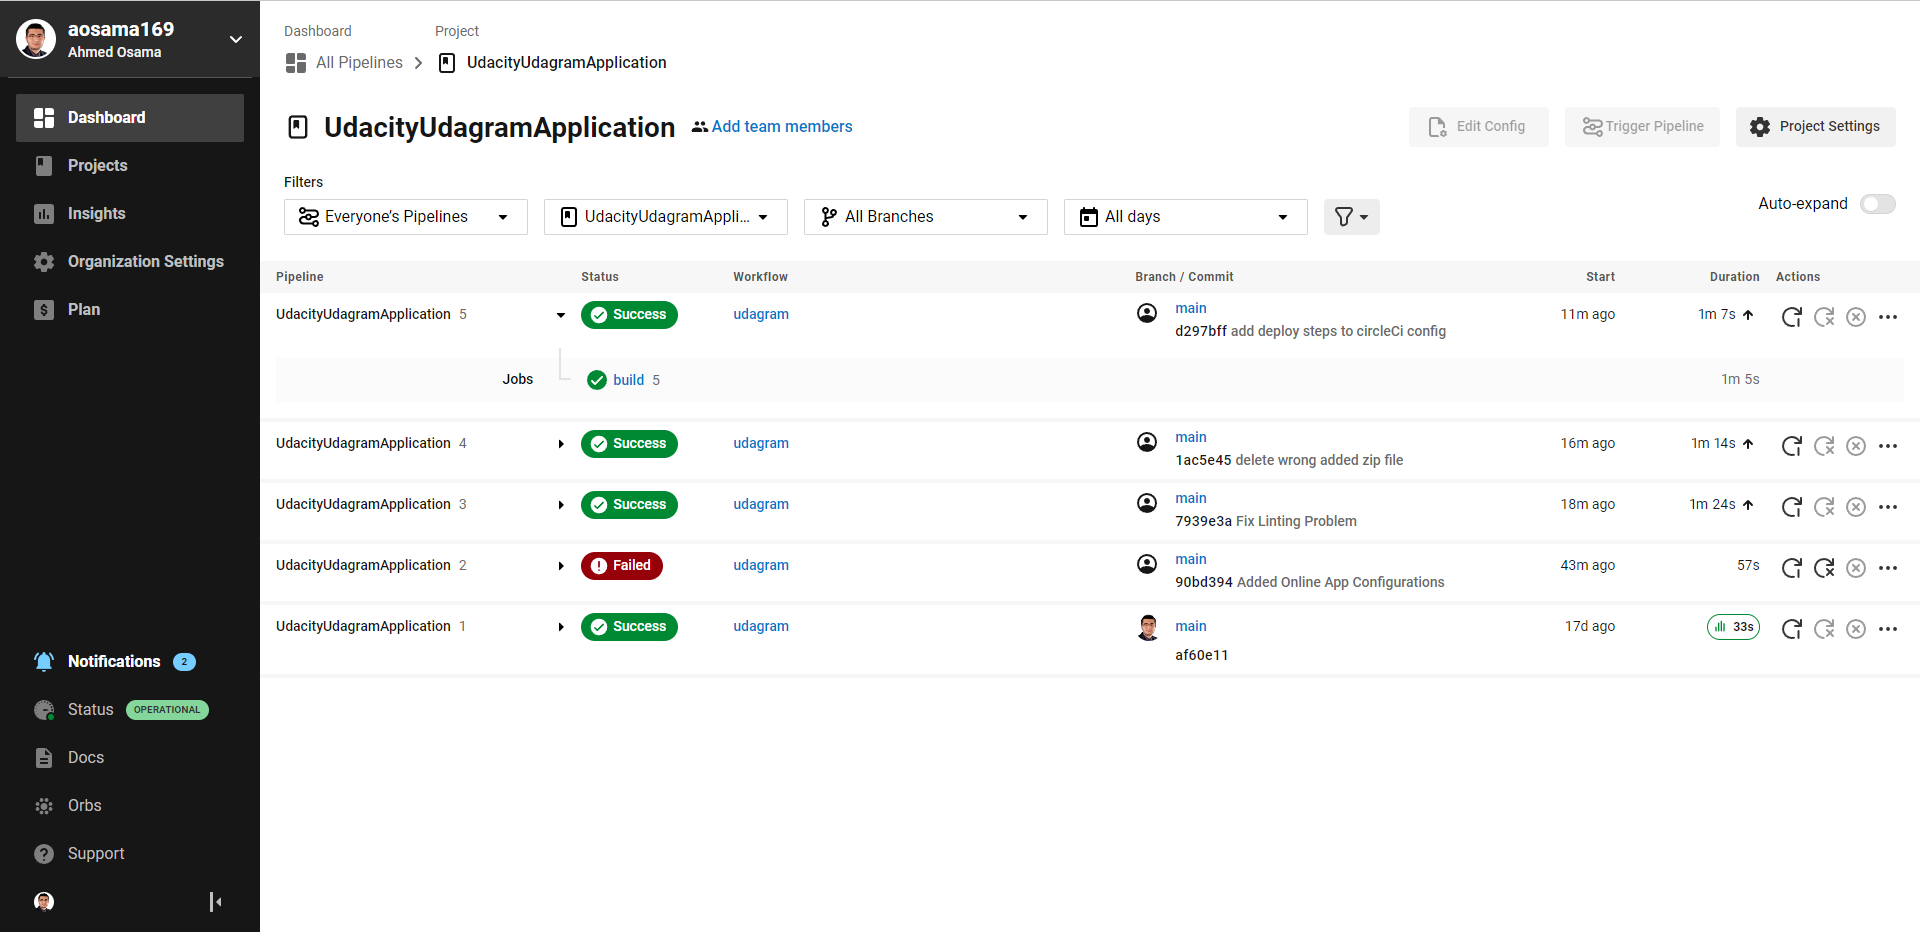 aosama169
Ahmed Osama
Dashboard
Projects
Insights
Organization Settings
Plan
Notifications 2
Status OPERATIONAL
Docs
Orbs
Support
Dashboard Project
All Pipelines UdacityUdagramApplication
UdacityUdagramApplication Add team members
Edit Config Trigger Pipeline Project Settings
Filters
Everyone’s Pipelines UdacityUdagramAppli... All Branches All days
Auto-expand
Pipeline Status Workflow Branch / Commit Start Duration Actions
UdacityUdagramApplication 5 Success udagram main 11m ago 1m 7s
d297bff add deploy steps to circleCi config
Jobs build 5 1m 5s
UdacityUdagramApplication 4 Success udagram main 16m ago 1m 14s
1ac5e45 delete wrong added zip file
UdacityUdagramApplication 3 Success udagram main 18m ago 1m 24s
7939e3a Fix Linting Problem
UdacityUdagramApplication 2 Failed udagram main 43m ago 57s
90bd394 Added Online App Configurations
UdacityUdagramApplication 1 Success udagram main 17d ago 33s
af60e11